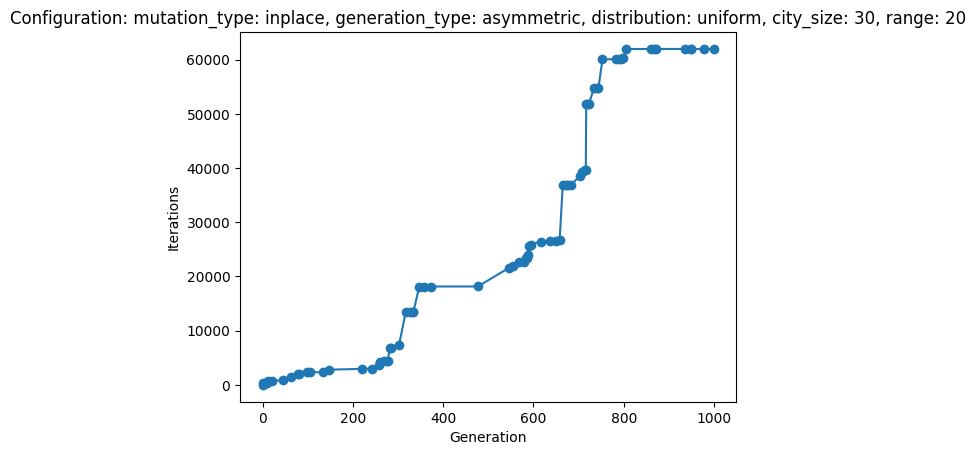 Configuration: mutation_type: inplace, generation_type: asymmetric, distribution: uniform, city_size: 30, range: 20
60000
50000
40000
30000
20000
10000
0
Iterations
0 200 400 600 800 1000
Generation